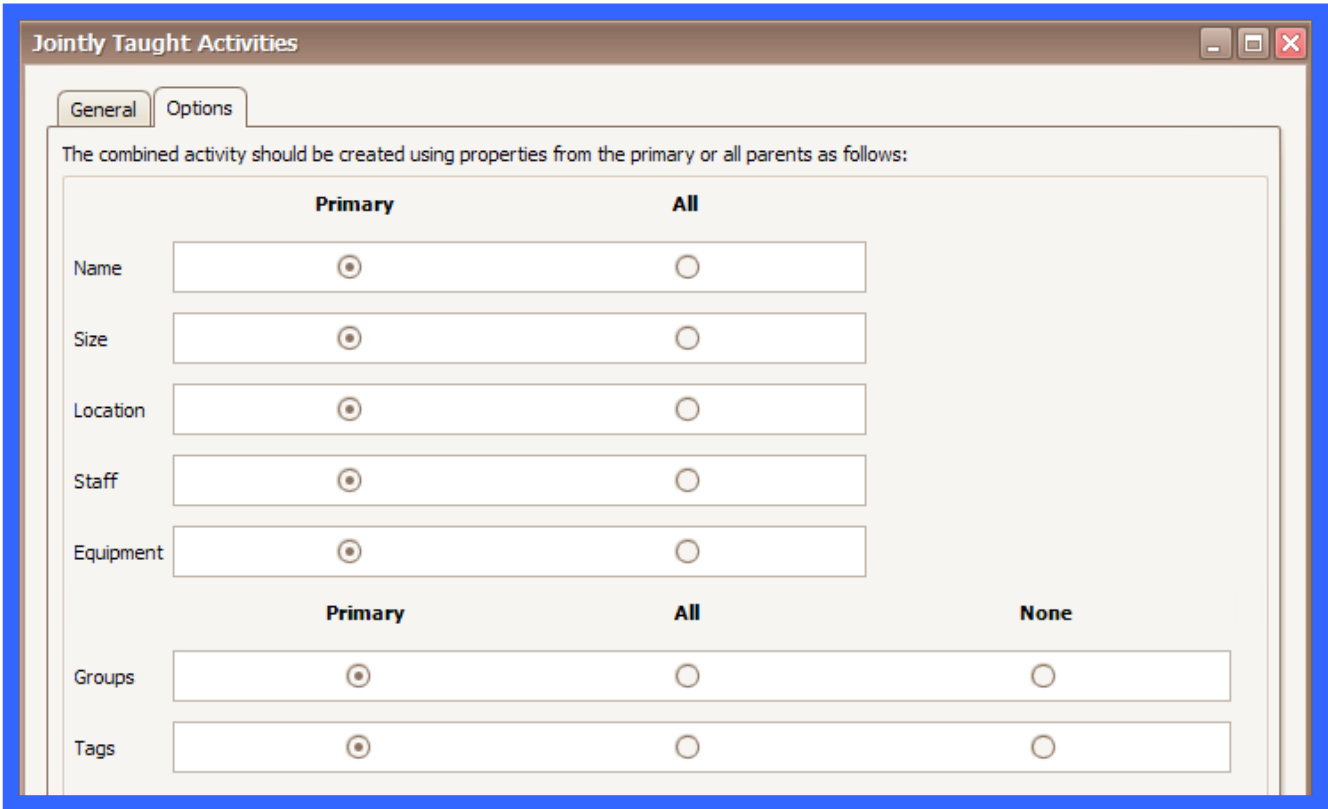 Jointly Taught Activities
General Options
The combined activity should be created using properties from the primary or all parents as follows:
Primary All
Name
Size
Location
Staff
Equipment
Primary All None
Groups
Tags